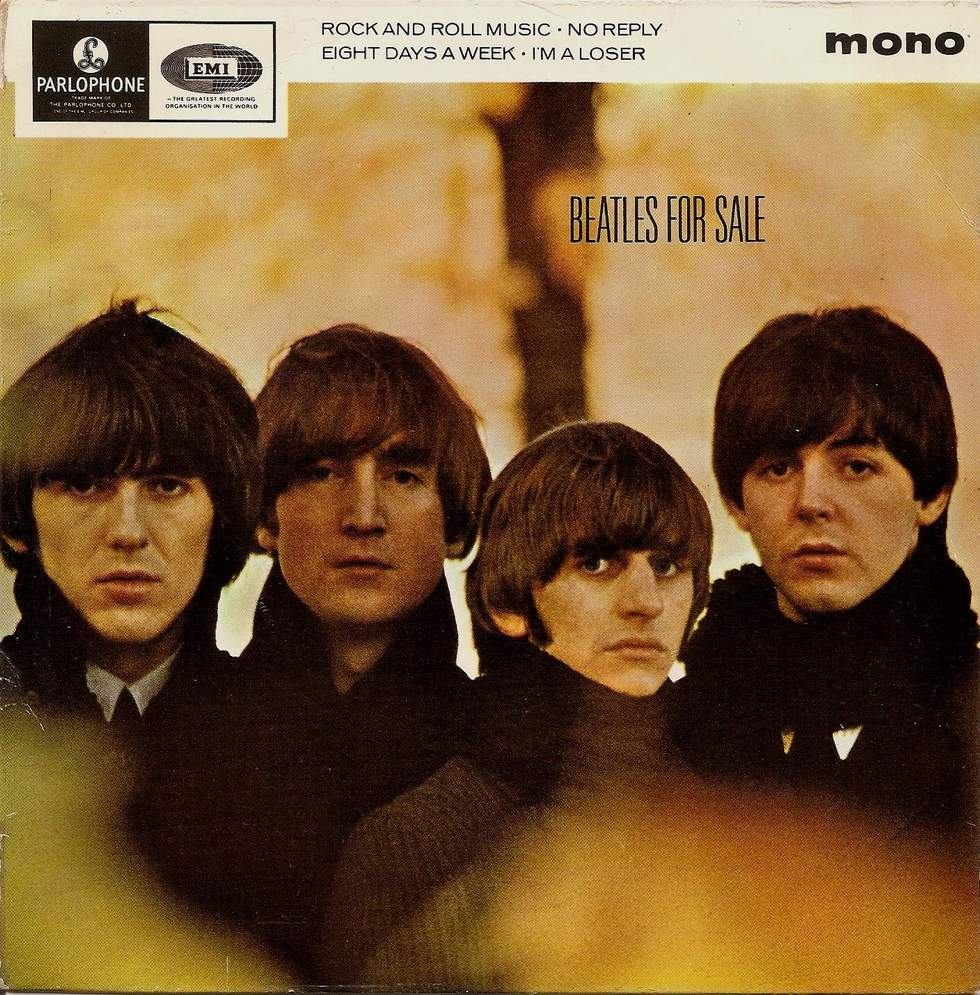 ROCK AND ROLL MUSIC · NO REPLY
EIGHT DAYS A WEEK · I'M A LOSER
mono
£
PARLOPHONE
TRADE MARK OF
THE PARLOPHONE CO. LTD.
EMI
– THE GREATEST RECORDING
ORGANISATION IN THE WORLD
BEATLES FOR SALE